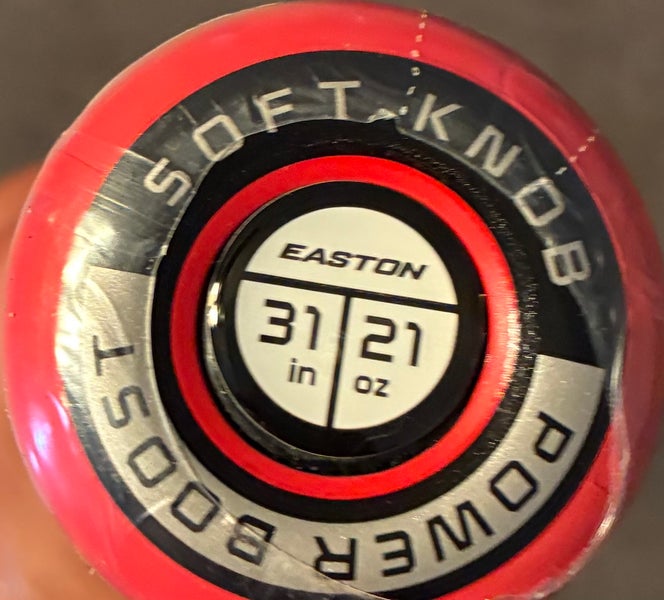 SOFT KNOB
EASTON
31 in
21 oz
POWER BOOST